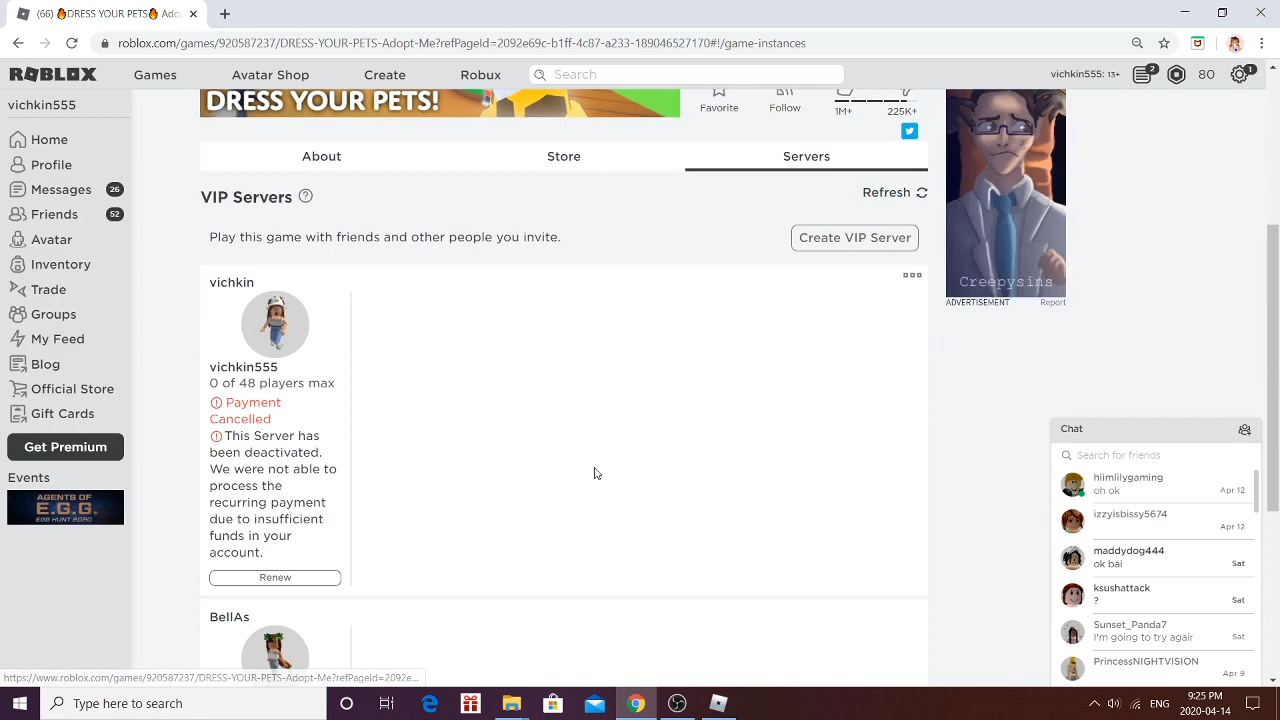 (66) 🔥DRESS YOUR PETS🔥 Ado
roblox.com/games/920587237/DRESS-YOUR-PETS-Adopt-Me?refPageId=2092e69c-b1ff-4c87-a233-189046527170#!/game-instances
ROBLOX
Games
Avatar Shop
Create
Robux
Search
vichkin555: 13+
2
80
1
vichkin555
Home
Profile
Messages 26
Friends 52
Avatar
Inventory
Trade
Groups
My Feed
Blog
Official Store
Gift Cards
Get Premium
Events
AGENTS OF
E.G.G.
EGG HUNT 2020
DRESS YOUR PETS!
Favorite
Follow
1M+
225K+
About
Store
Servers
VIP Servers
Refresh
Play this game with friends and other people you invite.
Create VIP Server
vichkin
vichkin555
0 of 48 players max
Payment
Cancelled
This Server has
been deactivated.
We were not able to
process the
recurring payment
due to insufficient
funds in your
account.
Renew
BellAs
Creepysins
ADVERTISEMENT
Report
Chat
Search for friends
hiimlilygaming
oh ok
Apr 12
izzyisbissy5674
Apr 12
maddydog444
ok bai
Sat
ksushattack
?
Sat
Sunset_Panda7
I'm going to try again
Sat
PrincessNIGHTVISION
Apr 9
https://www.roblox.com/games/920587237/DRESS-YOUR-PETS-Adopt-Me?refPageId=2092e...
Type here to search
ENG
9:25 PM
2020-04-14